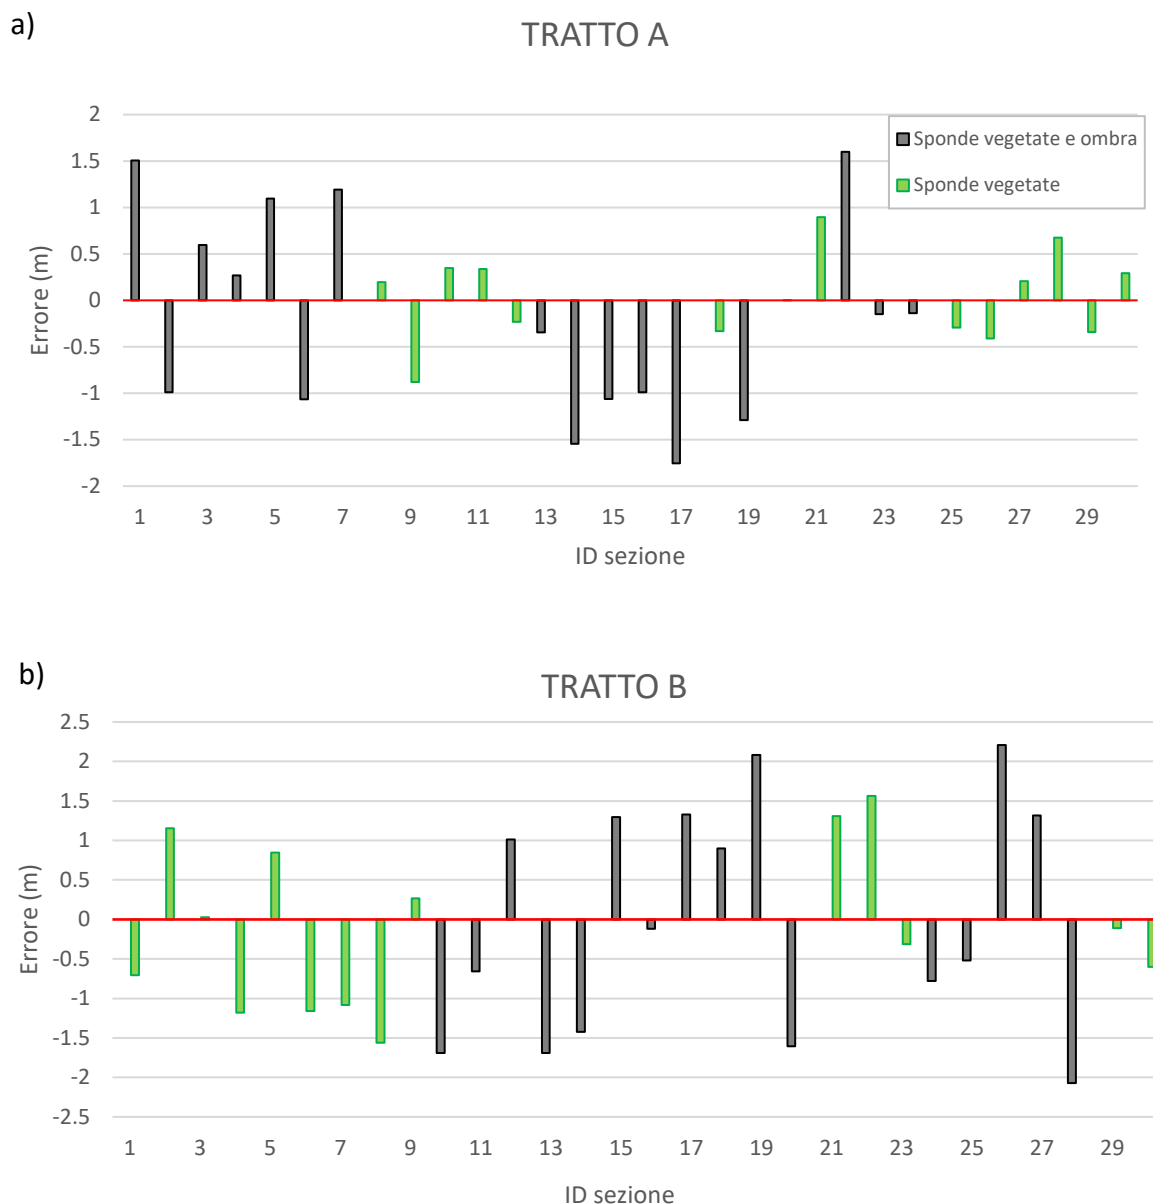 a)
TRATTO A
2
1.5
1
0.5
0
-0.5
-1
-1.5
-2
Errore (m)
Sponde vegetate e ombra
Sponde vegetate
1 3 5 7 9 11 13 15 17 19 21 23 25 27 29
ID sezione
b)
TRATTO B
2.5
2
1.5
1
0.5
0
-0.5
-1
-1.5
-2
-2.5
Errore (m)
1 3 5 7 9 11 13 15 17 19 21 23 25 27 29
ID sezione